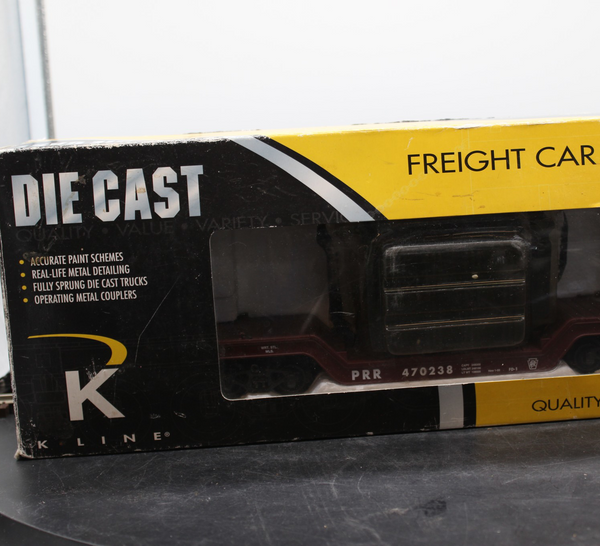 FREIGHT CAR
DIE CAST
QUALITY • VALUE • VARIETY • SERVIC
• ACCURATE PAINT SCHEMES
• REAL-LIFE METAL DETAILING
• FULLY SPRUNG DIE CAST TRUCKS
• OPERATING METAL COUPLERS
K
K LINE®
PRR 470238
QUALITY